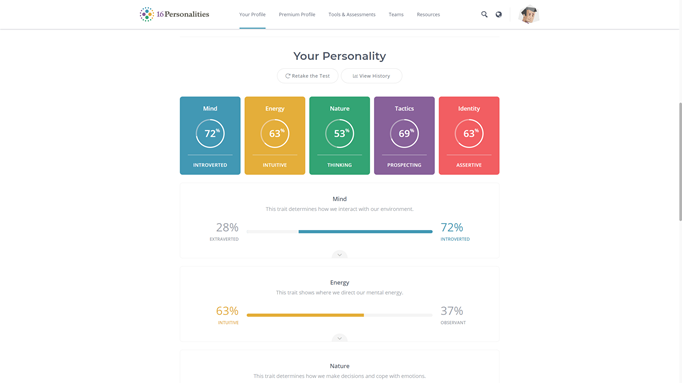 16Personalities
Your Profile
Premium Profile
Tools & Assessments
Teams
Resources
Your Personality
Retake the Test
View History
Mind
72%
INTROVERTED
Energy
63%
INTUITIVE
Nature
53%
THINKING
Tactics
69%
PROSPECTING
Identity
63%
ASSERTIVE
Mind
This trait determines how we interact with our environment.
28%
EXTRAVERTED
72%
INTROVERTED
Energy
This trait shows where we direct our mental energy.
63%
INTUITIVE
37%
OBSERVANT
Nature
This trait determines how we make decisions and cope with emotions.